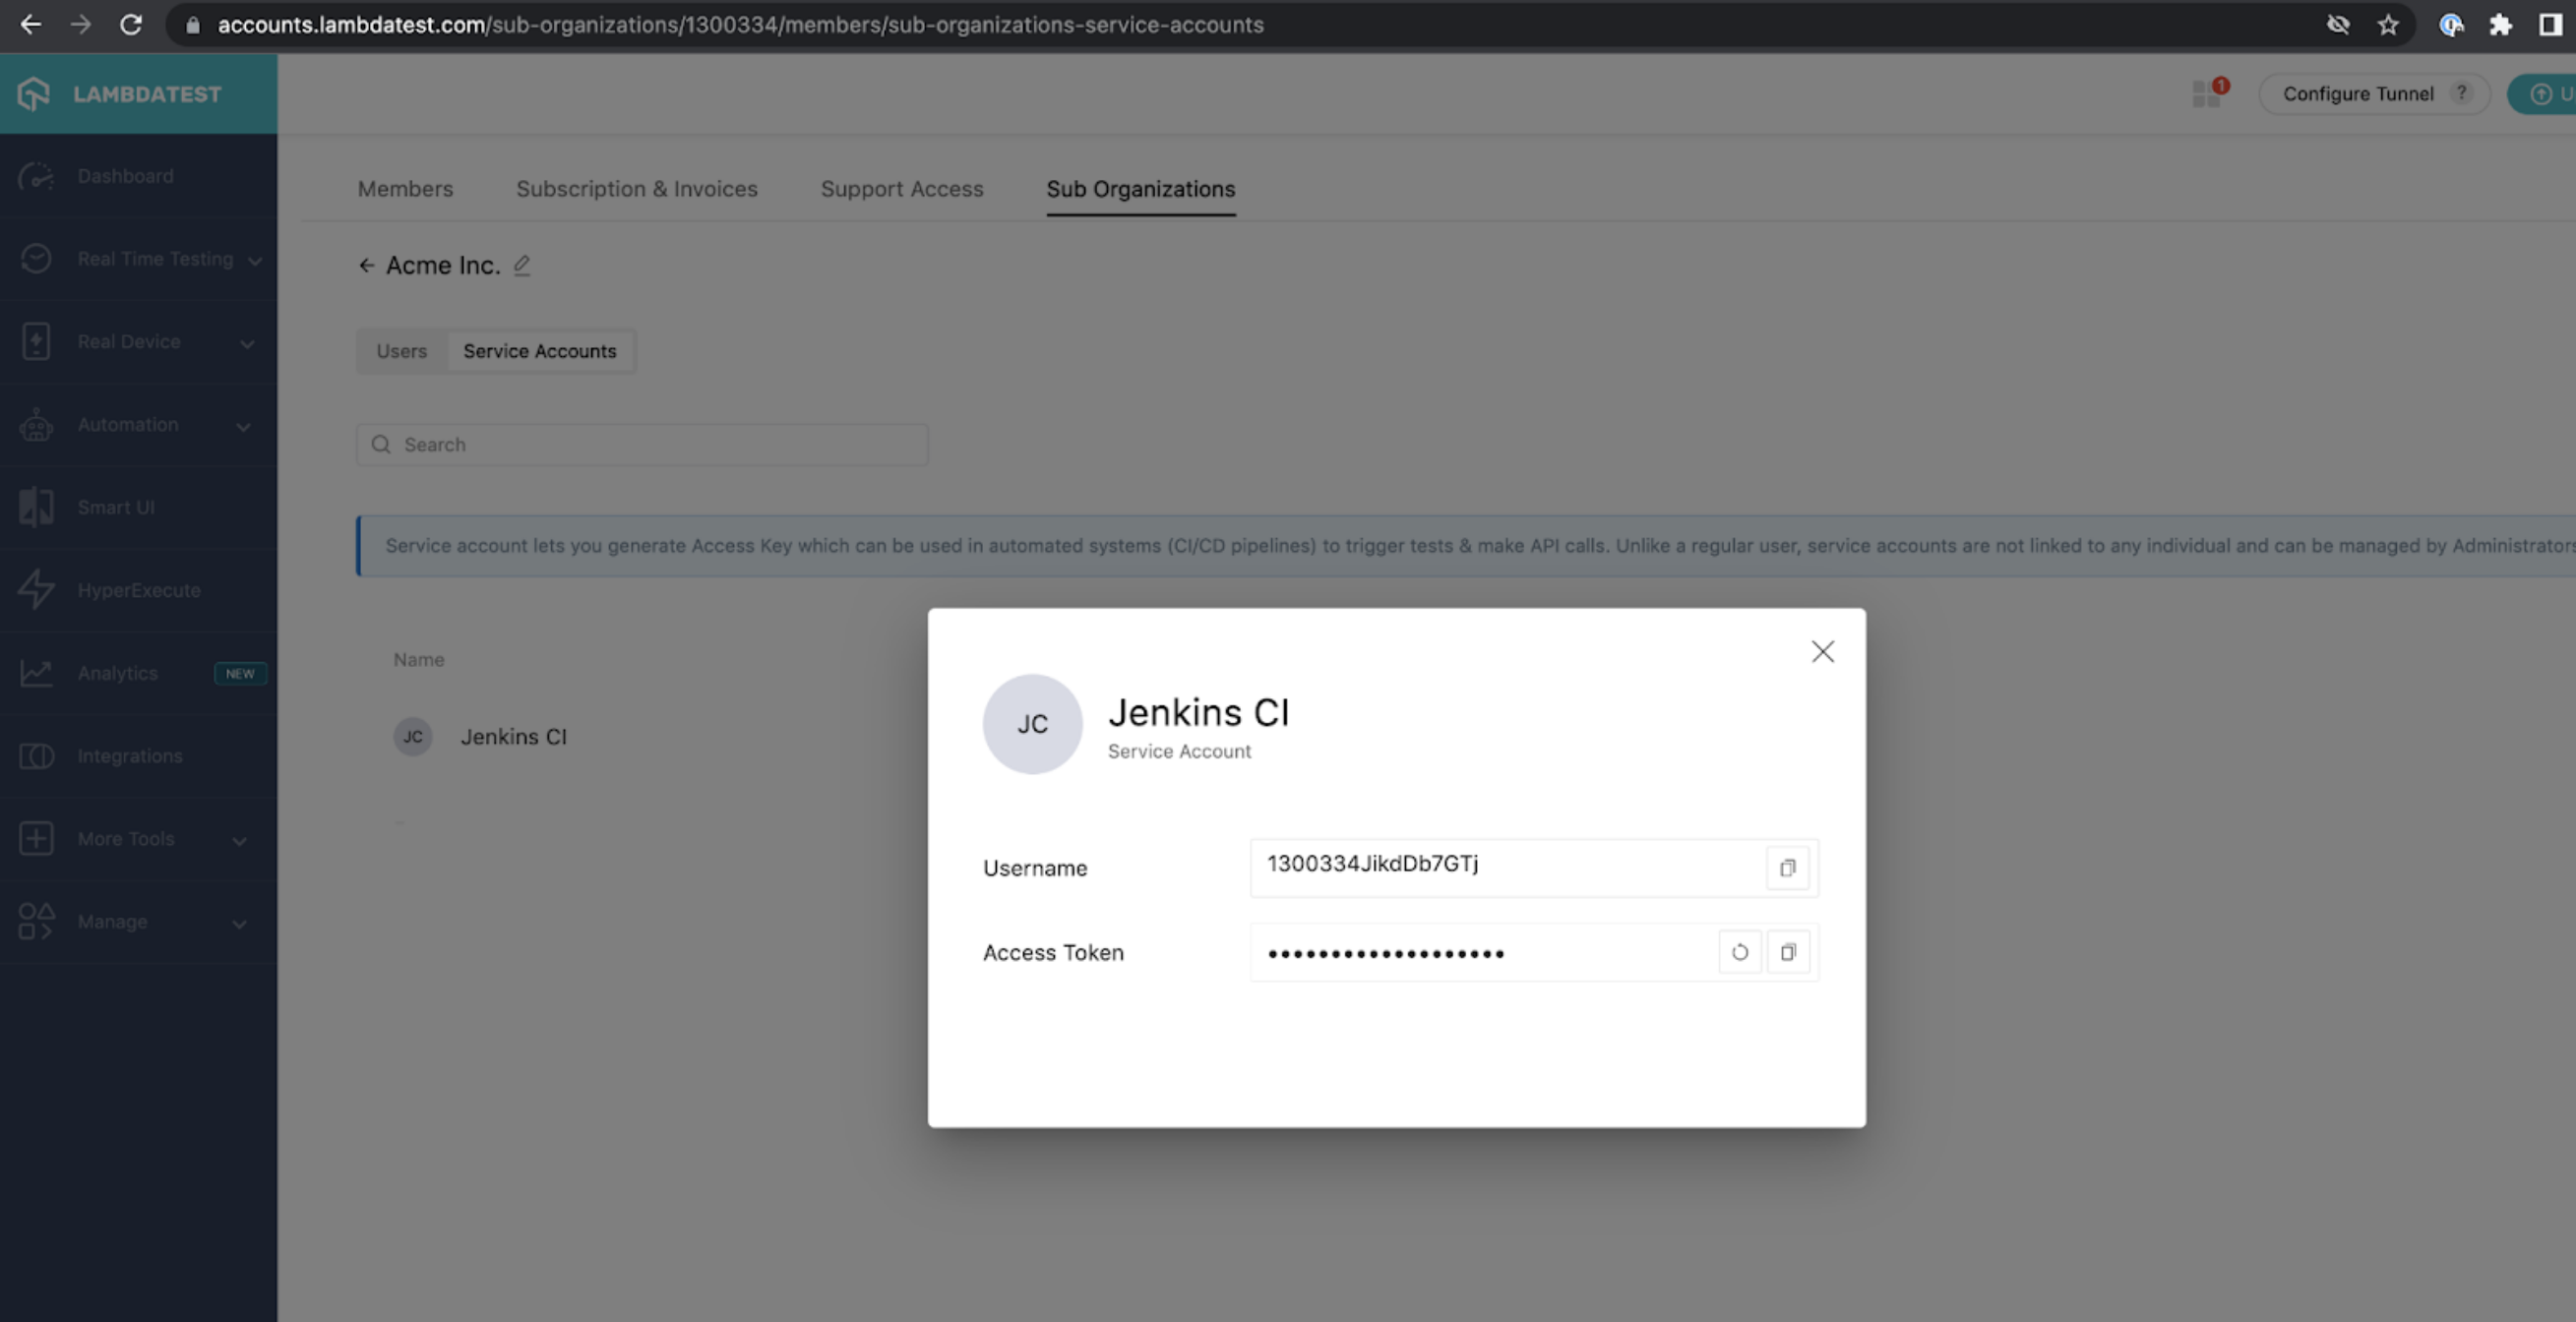 accounts.lambdatest.com/sub-organizations/1300334/members/sub-organizations-service-accounts
LAMBDATEST
1
Configure Tunnel ?
U
Dashboard
Real Time Testing
Real Device
Automation
Smart UI
HyperExecute
Analytics NEW
Integrations
More Tools
Manage
Members Subscription & Invoices Support Access Sub Organizations
Acme Inc.
Users Service Accounts
Search
Service account lets you generate Access Key which can be used in automated systems (CI/CD pipelines) to trigger tests & make API calls. Unlike a regular user, service accounts are not linked to any individual and can be managed by Administrators
Name
JC Jenkins CI
JC
Jenkins CI
Service Account
Username 1300334JikdDb7GTj
Access Token •••••••••••••••••••••••